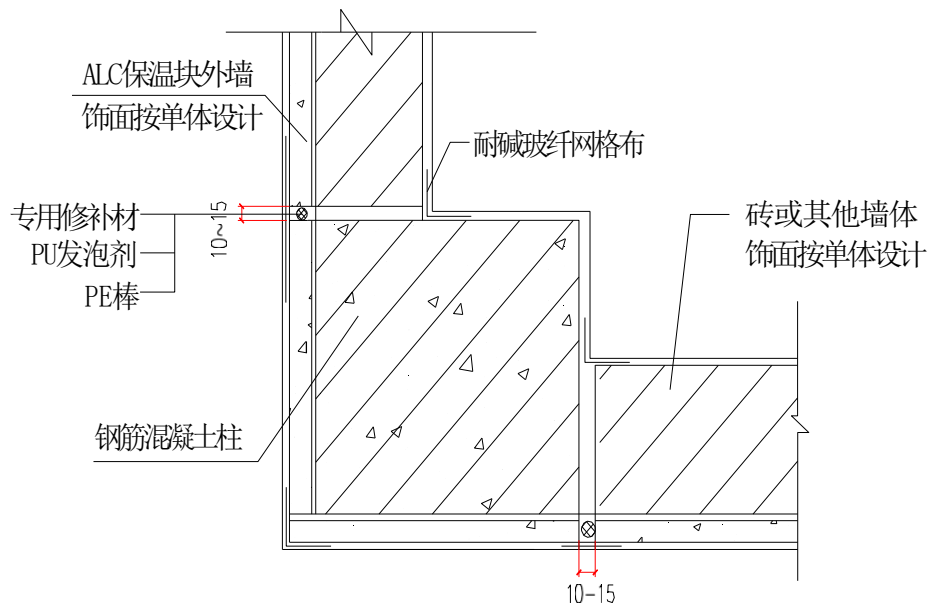 ALC保温块外墙
饰面按单体设计
耐碱玻纤网格布
专用修补材
PU发泡剂
PE棒
10~15
砖或其他墙体
饰面按单体设计
钢筋混凝土柱
10-15